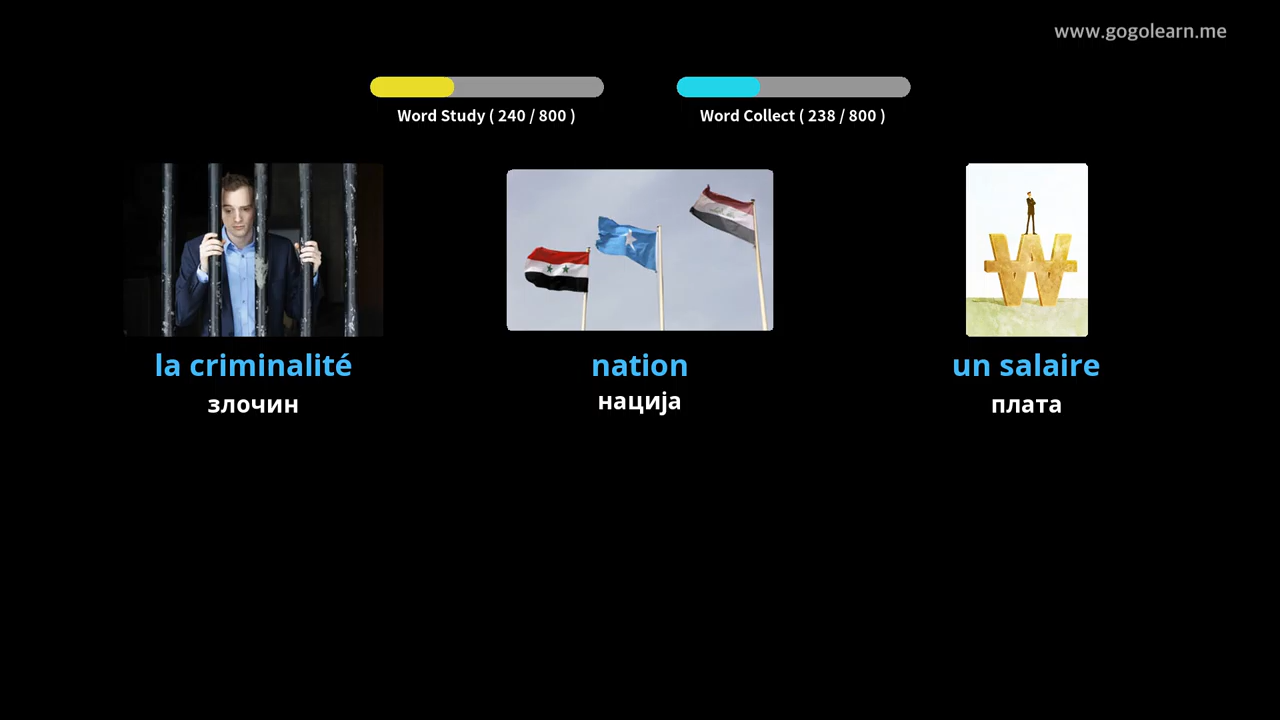 www.gogolearn.me
Word Study ( 240 / 800 )
Word Collect ( 238 / 800 )
la criminalité
злочин
nation
нација
un salaire
плата